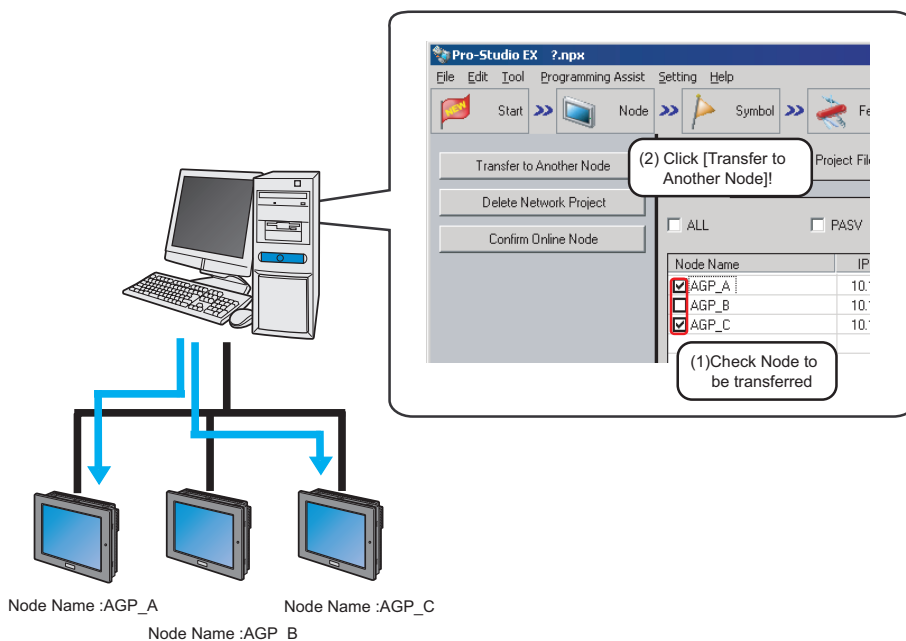 Pro-Studio EX ?.npx
File Edit Tool Programming Assist Setting Help
NEW Start Node Symbol Fe
Transfer to Another Node
(2) Click [Transfer to
Another Node]!
Project File
Delete Network Project
ALL PASV
Confirm Online Node
Node Name IP
AGP_A 10.1
AGP_B 10.1
AGP_C 10.1
(1)Check Node to
be transferred
Node Name :AGP_A
Node Name :AGP_C
Node Name :AGP_B